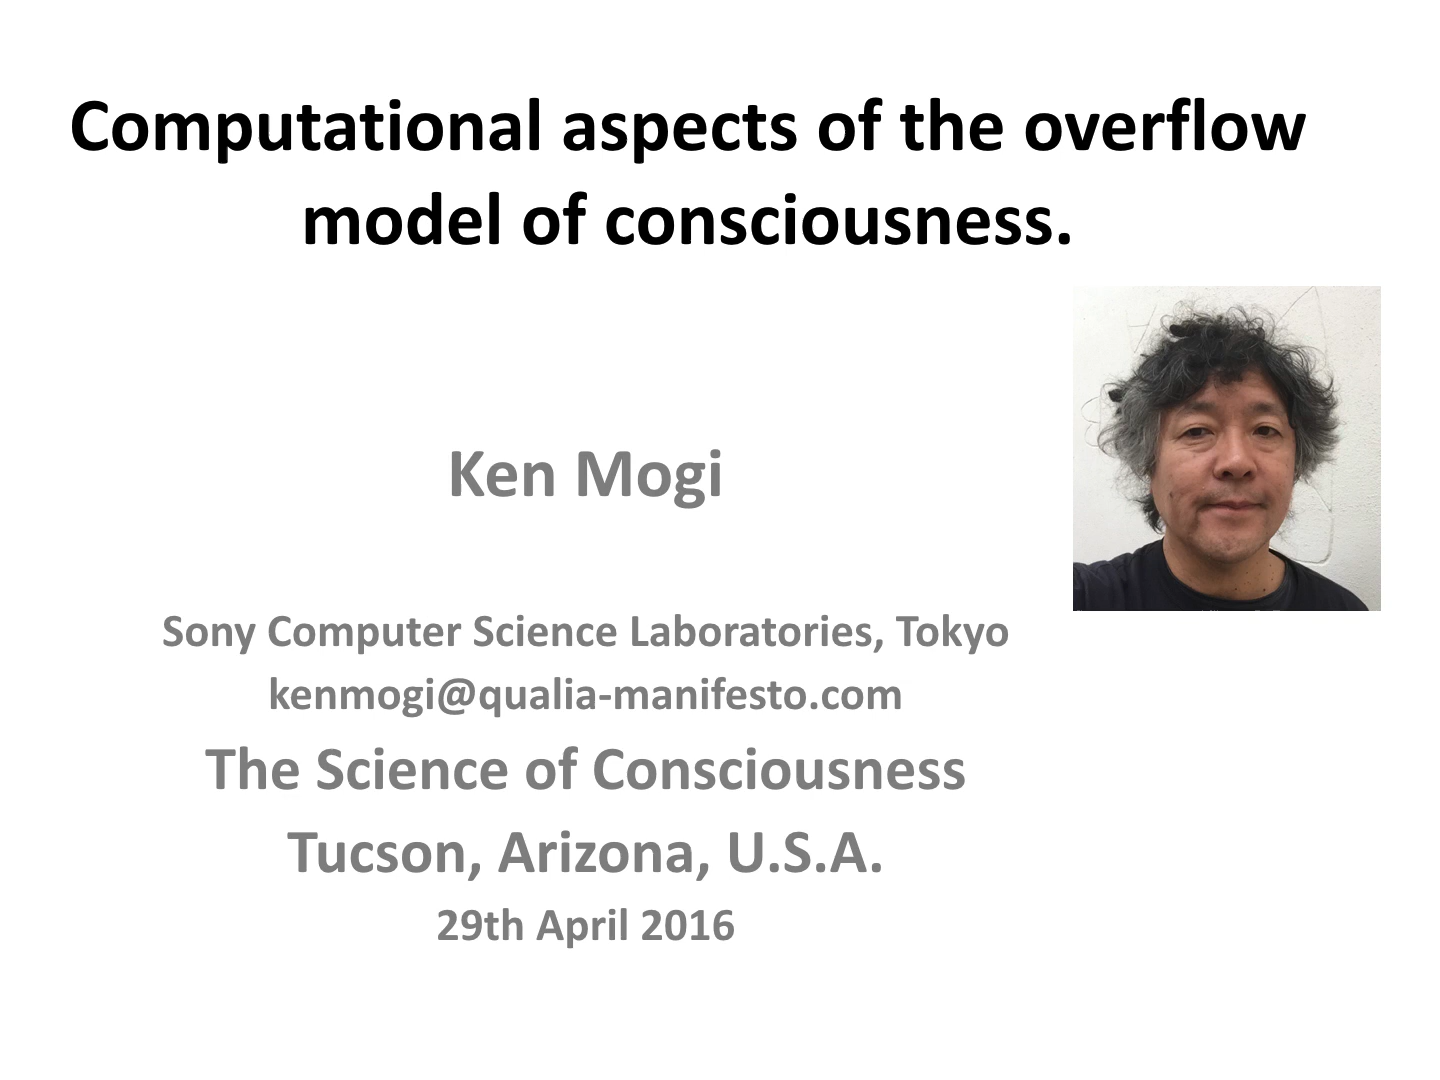 Computational aspects of the overflow
model of consciousness.
Ken Mogi
Sony Computer Science Laboratories, Tokyo
kenmogi@qualia-manifesto.com
The Science of Consciousness
Tucson, Arizona, U.S.A.
29th April 2016